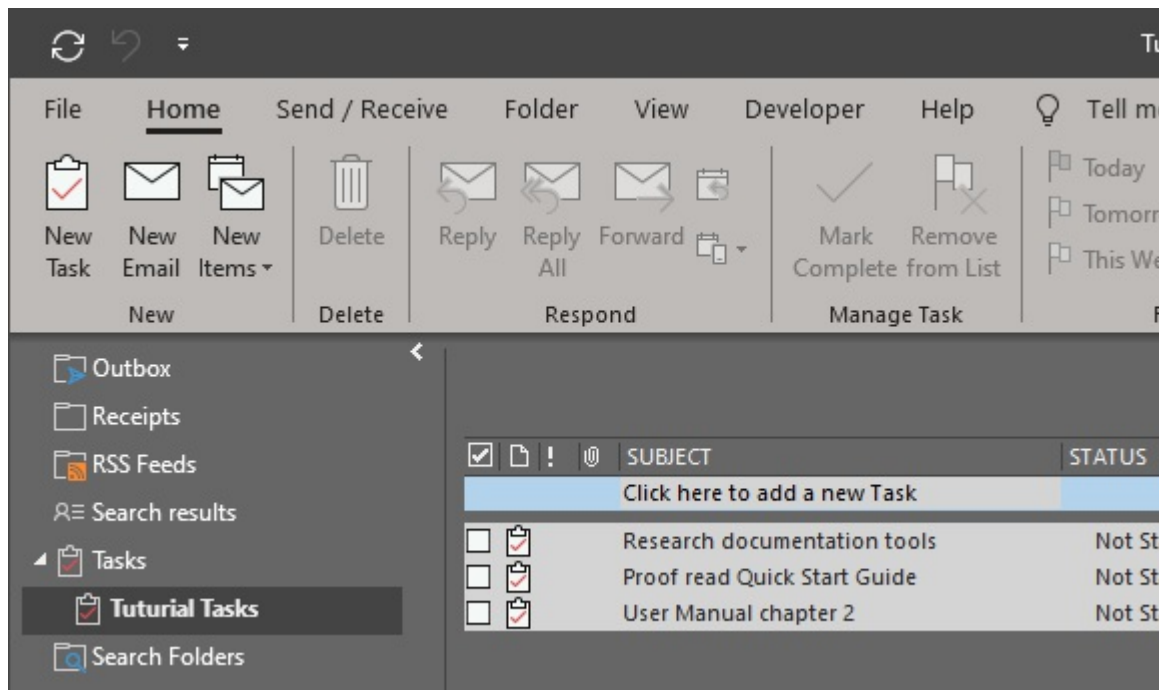 Tu
File Home Send / Receive Folder View Developer Help Tell m
New Task
New Email
New Items
Delete
Reply
Reply All
Forward
Mark Complete
Remove from List
Today
Tomorr
This We
New Delete Respond Manage Task F
Outbox
Receipts
RSS Feeds
Search results
Tasks
Tuturial Tasks
Search Folders
! SUBJECT STATUS
Click here to add a new Task
Research documentation tools Not St
Proof read Quick Start Guide Not St
User Manual chapter 2 Not St